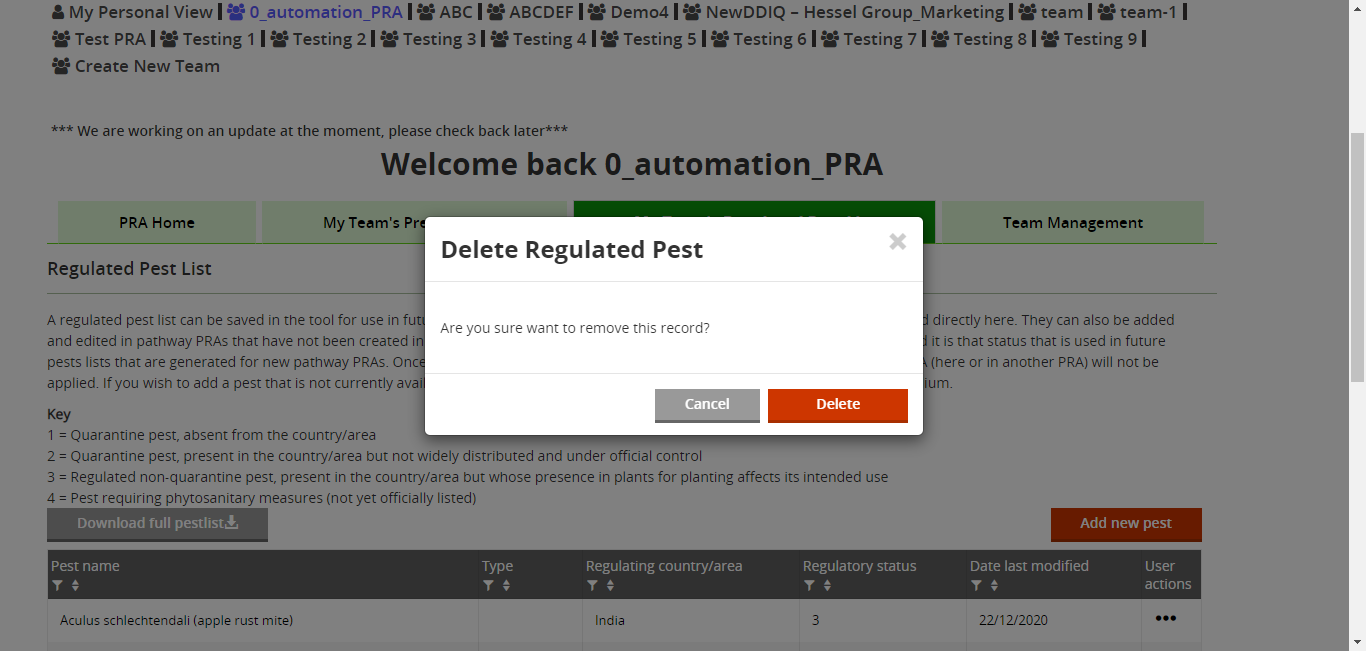 My Personal View | 0_automation_PRA | ABC | ABCDEF | Demo4 | NewDDIQ – Hessel Group_Marketing | team | team-1 |
Test PRA | Testing 1 | Testing 2 | Testing 3 | Testing 4 | Testing 5 | Testing 6 | Testing 7 | Testing 8 | Testing 9 |
Create New Team
*** We are working on an update at the moment, please check back later***
Welcome back 0_automation_PRA
PRA Home
My Team's Pre
Team Management
Delete Regulated Pest
Are you sure want to remove this record?
Cancel
Delete
Regulated Pest List
A regulated pest list can be saved in the tool for use in futu d directly here. They can also be added
and edited in pathway PRAs that have not been created in it is that status that is used in future
pests lists that are generated for new pathway PRAs. Once (here or in another PRA) will not be
applied. If you wish to add a pest that is not currently avai ium.
Key
1 = Quarantine pest, absent from the country/area
2 = Quarantine pest, present in the country/area but not widely distributed and under official control
3 = Regulated non-quarantine pest, present in the country/area but whose presence in plants for planting affects its intended use
4 = Pest requiring phytosanitary measures (not yet officially listed)
Download full pestlist
Add new pest
Pest name Type Regulating country/area Regulatory status Date last modified User actions
Aculus schlechtendali (apple rust mite) India 3 22/12/2020